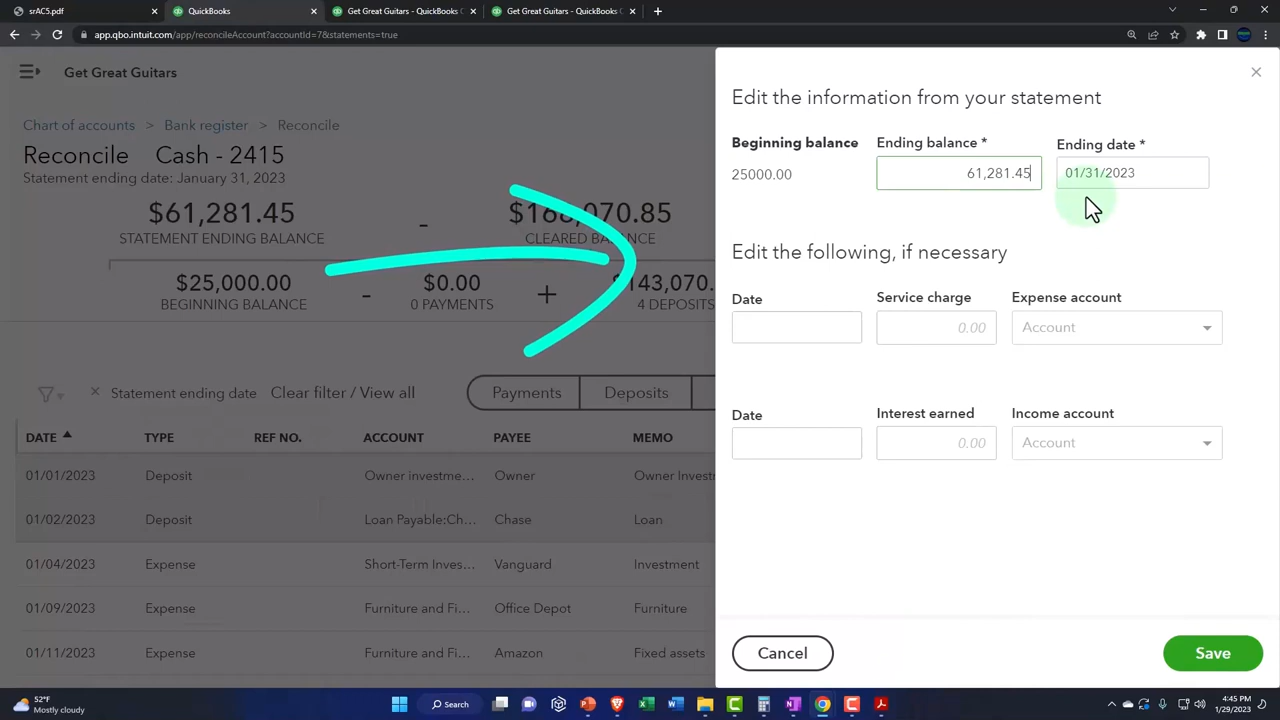 srACS.pdf
QuickBooks
Get Great Guitars - QuickBooks C
Get Great Guitars - QuickBooks C
app.qbo.intuit.com/app/reconcileAccount?accountId=7&statements=true
Get Great Guitars
Chart of accounts > Bank register > Reconcile
Reconcile Cash - 2415
Statement ending date: January 31, 2023
$61,281.45 - $168,070.85
STATEMENT ENDING BALANCE CLEARED BALANCE
$25,000.00 - $0.00 + $143,070.
BEGINNING BALANCE 0 PAYMENTS 4 DEPOSITS
Statement ending date Clear filter / View all Payments Deposits
DATE TYPE REF NO. ACCOUNT PAYEE MEMO
01/01/2023 Deposit Owner investme... Owner Owner Invest
01/02/2023 Deposit Loan Payable:Ch... Chase Loan
01/04/2023 Expense Short-Term Inves... Vanguard Investment
01/09/2023 Expense Furniture and Fi... Office Depot Furniture
01/11/2023 Expense Furniture and Fi... Amazon Fixed assets
Edit the information from your statement
Beginning balance Ending balance * Ending date *
25000.00 61,281.45 01/31/2023
Edit the following, if necessary
Date Service charge Expense account
0.00 Account
Date Interest earned Income account
0.00 Account
Cancel Save
52°F
Mostly cloudy
Search
4:45 PM
1/29/2023